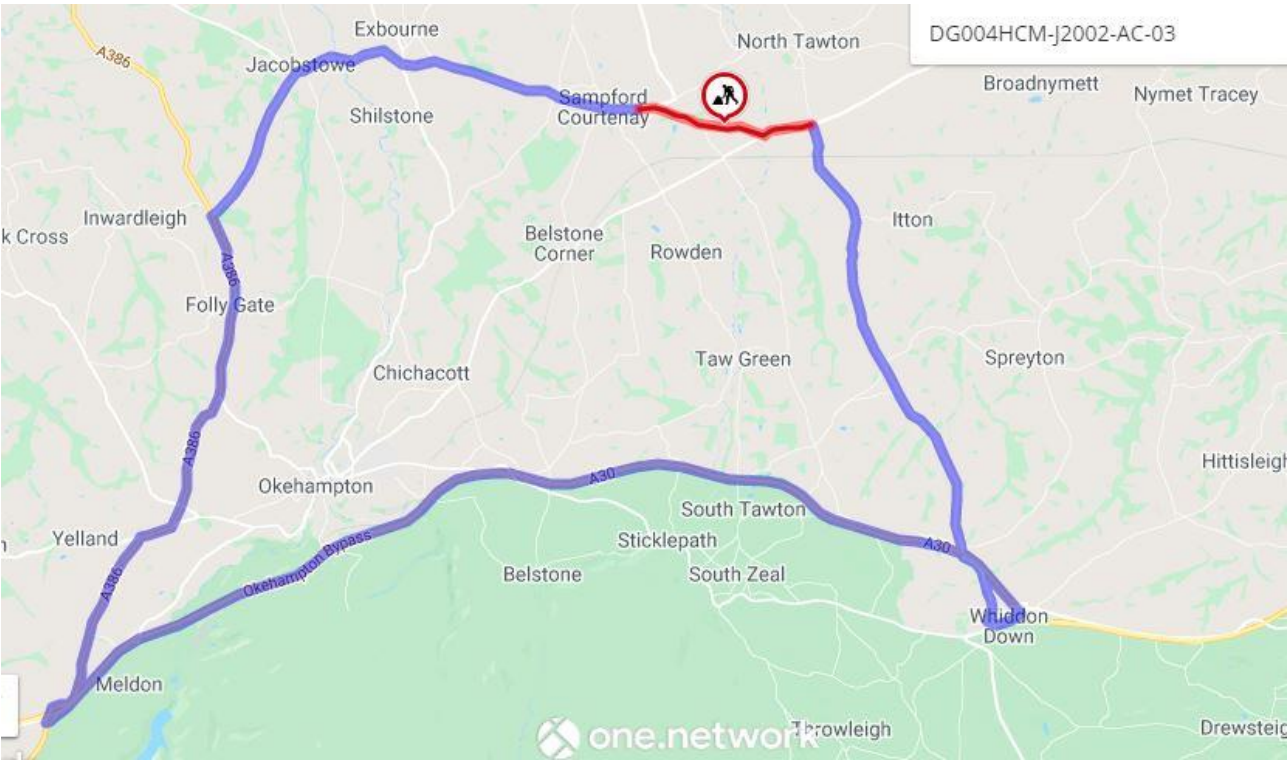 DG004HCM-J2002-AC-03
Exbourne
North Tawton
A386
Jacobstowe
Broadnymett
Nymet Tracey
Sampford
Courtenay
Shilstone
Inwardleigh
Itton
k Cross
Belstone
Corner
Rowden
A386
Folly Gate
Taw Green
Spreyton
Chichacott
A386
Hittisleigh
A30
Okehampton
South Tawton
Yelland
Sticklepath
A30
Okehampton Bypass
A386
Belstone
South Zeal
Whiddon
Down
Meldon
one.network
Throwleigh
Drewsteig